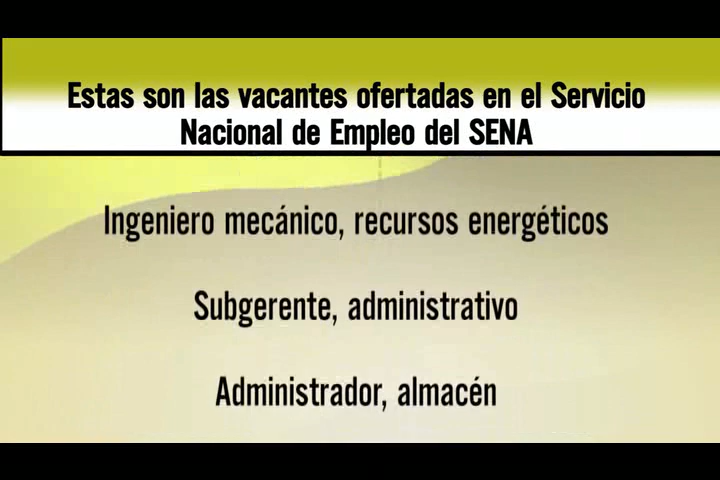 Estas son las vacantes ofertadas en el Servicio
Nacional de Empleo del SENA
Ingeniero mecánico, recursos energéticos
Subgerente, administrativo
Administrador, almacén